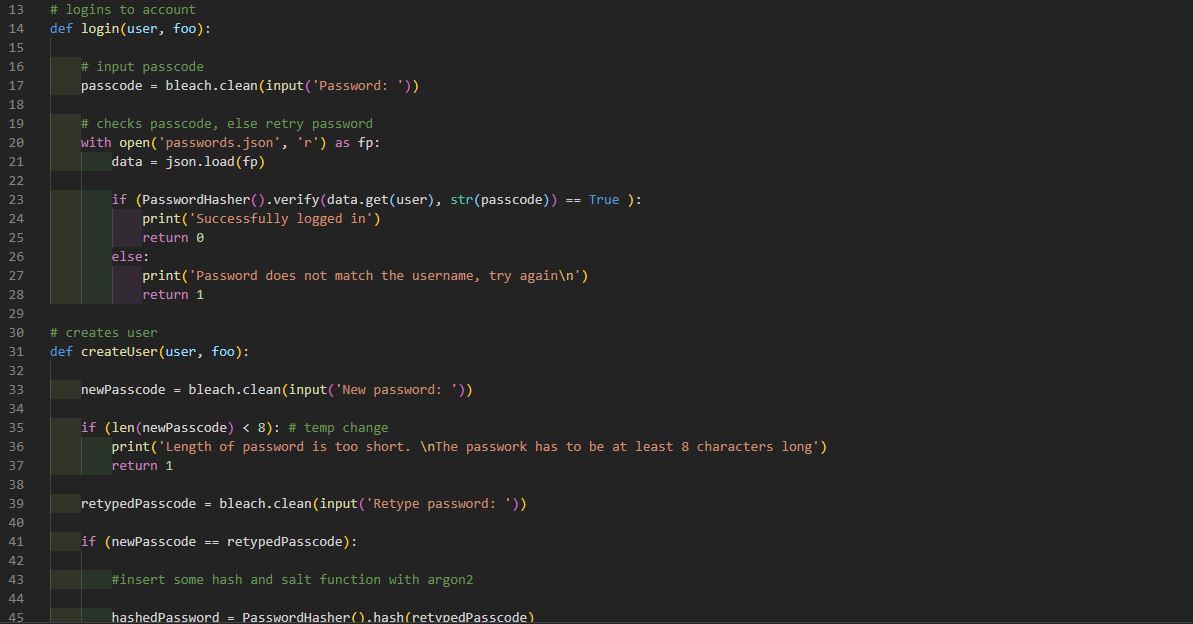 13 # logins to account
14 def login(user, foo):
15
16 # input passcode
17 passcode = bleach.clean(input('Password: '))
18
19 # checks passcode, else retry password
20 with open('passwords.json', 'r') as fp:
21 data = json.load(fp)
22
23 if (PasswordHasher().verify(data.get(user), str(passcode)) == True ):
24 print('Successfully logged in')
25 return 0
26 else:
27 print('Password does not match the username, try again\n')
28 return 1
29
30 # creates user
31 def createUser(user, foo):
32
33 newPasscode = bleach.clean(input('New password: '))
34
35 if (len(newPasscode) < 8): # temp change
36 print('Length of password is too short. \nThe passwork has to be at least 8 characters long')
37 return 1
38
39 retypedPasscode = bleach.clean(input('Retype password: '))
40
41 if (newPasscode == retypedPasscode):
42
43 #insert some hash and salt function with argon2
44
45 hashedPassword = PasswordHasher().hash(retypedPasscode)